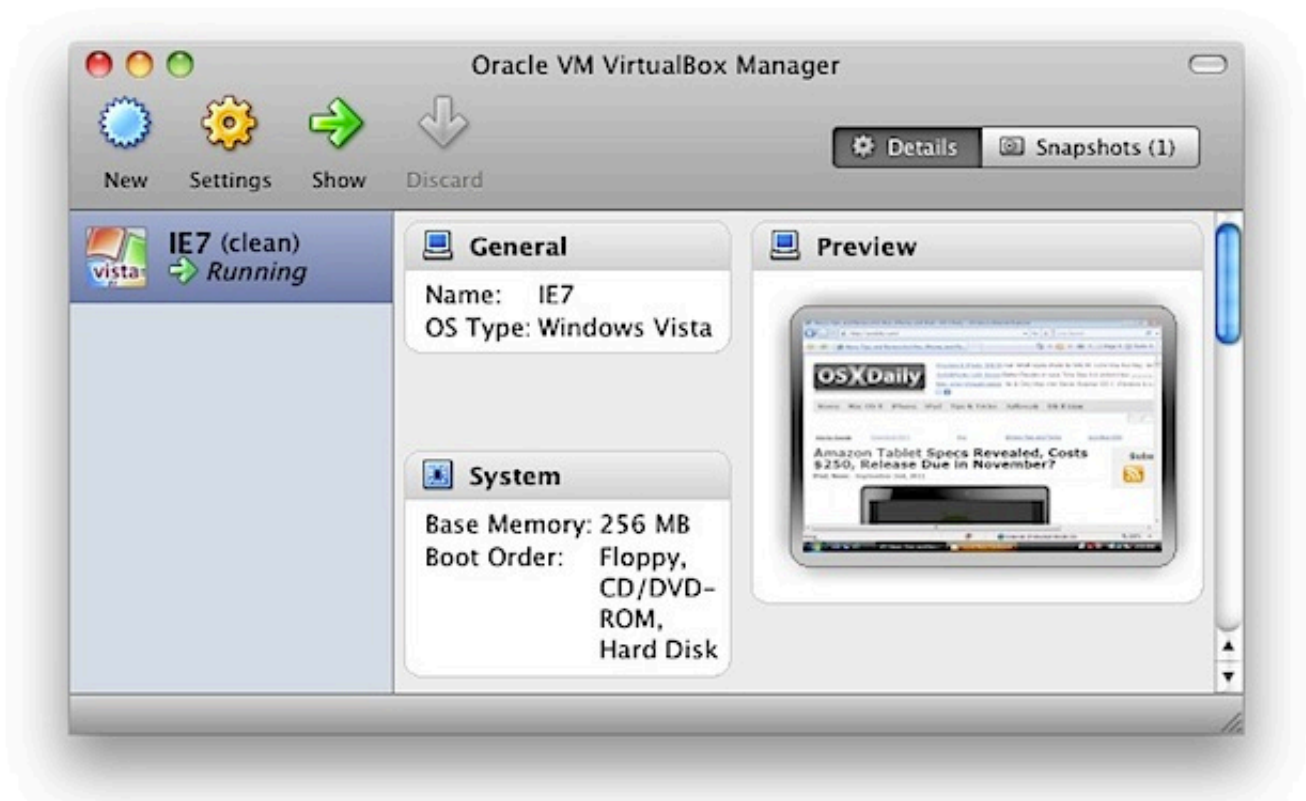 Oracle VM VirtualBox Manager
New
Settings
Show
Discard
Details
Snapshots (1)
vista
IE7 (clean)
Running
General
Name: IE7
OS Type: Windows Vista
System
Base Memory: 256 MB
Boot Order: Floppy,
CD/DVD-
ROM,
Hard Disk
Preview
OSXDaily
Amazon Tablet Specs Revealed, Costs
$250, Release Due in November?